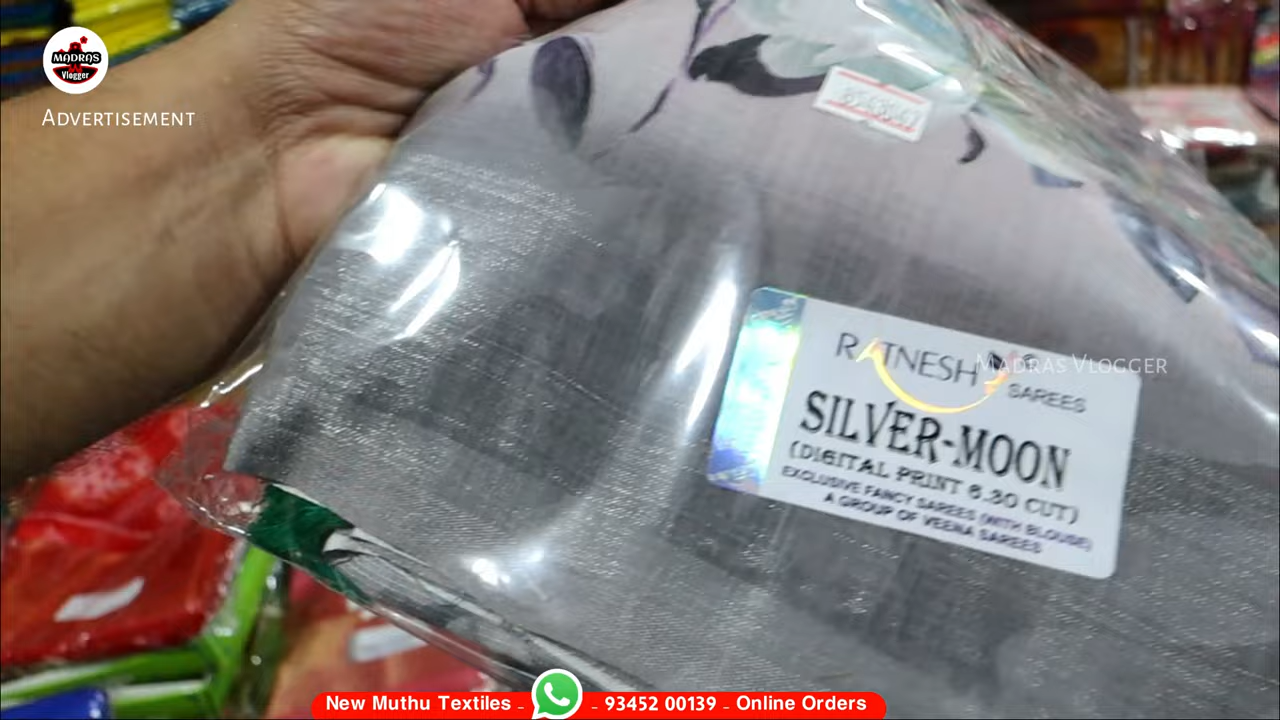 MADRAS
Vlogger
ADVERTISEMENT
RATNESH
SAREES
MADRAS VLOGGER
SILVER-MOON
(DIGITAL PRINT 6.30 CUT)
EXCLUSIVE FANCY SAREES (WITH BLOUSE)
A GROUP OF VEENA SAREES
New Muthu Textiles - - 93452 00139 - Online Orders